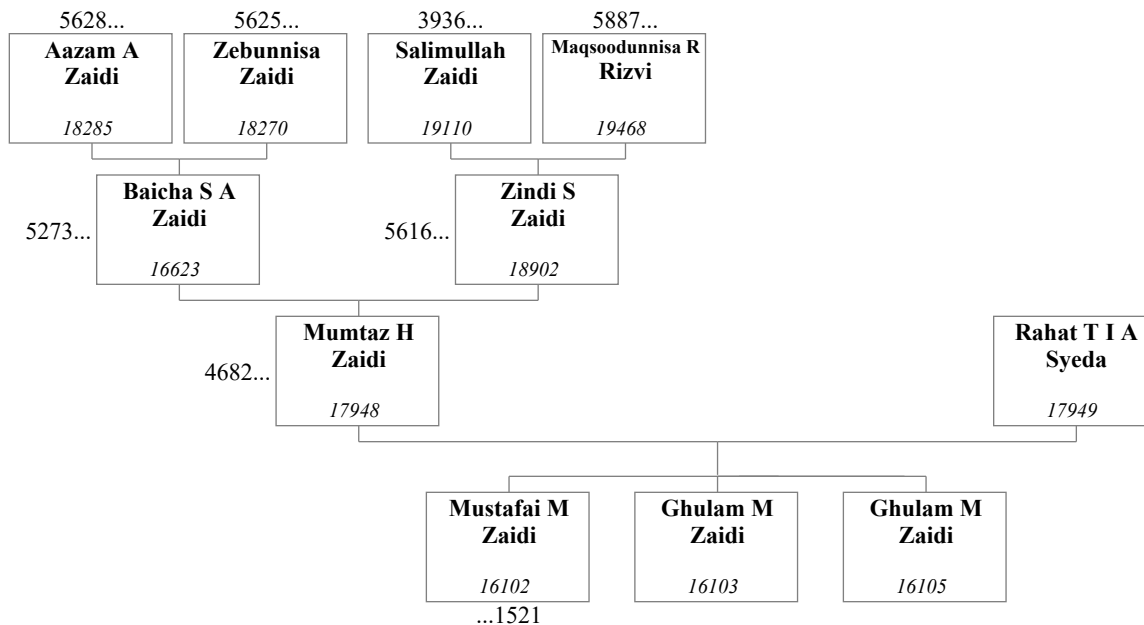 5628...
5625...
3936...
5887...
Aazam A
Zaidi
18285
Zebunnisa
Zaidi
18270
Salimullah
Zaidi
19110
Maqsoodunnisa R
Rizvi
19468
5273...
Baicha S A
Zaidi
16623
5616...
Zindi S
Zaidi
18902
4682...
Mumtaz H
Zaidi
17948
Rahat T I A
Syeda
17949
Mustafai M
Zaidi
16102
Ghulam M
Zaidi
16103
Ghulam M
Zaidi
16105
...1521